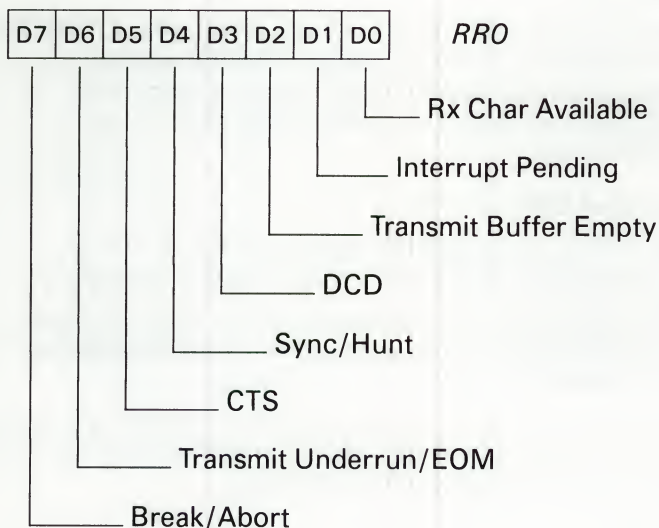 D7 D6 D5 D4 D3 D2 D1 D0 RR0
Rx Char Available
Interrupt Pending
Transmit Buffer Empty
DCD
Sync/Hunt
CTS
Transmit Underrun/EOM
Break/Abort